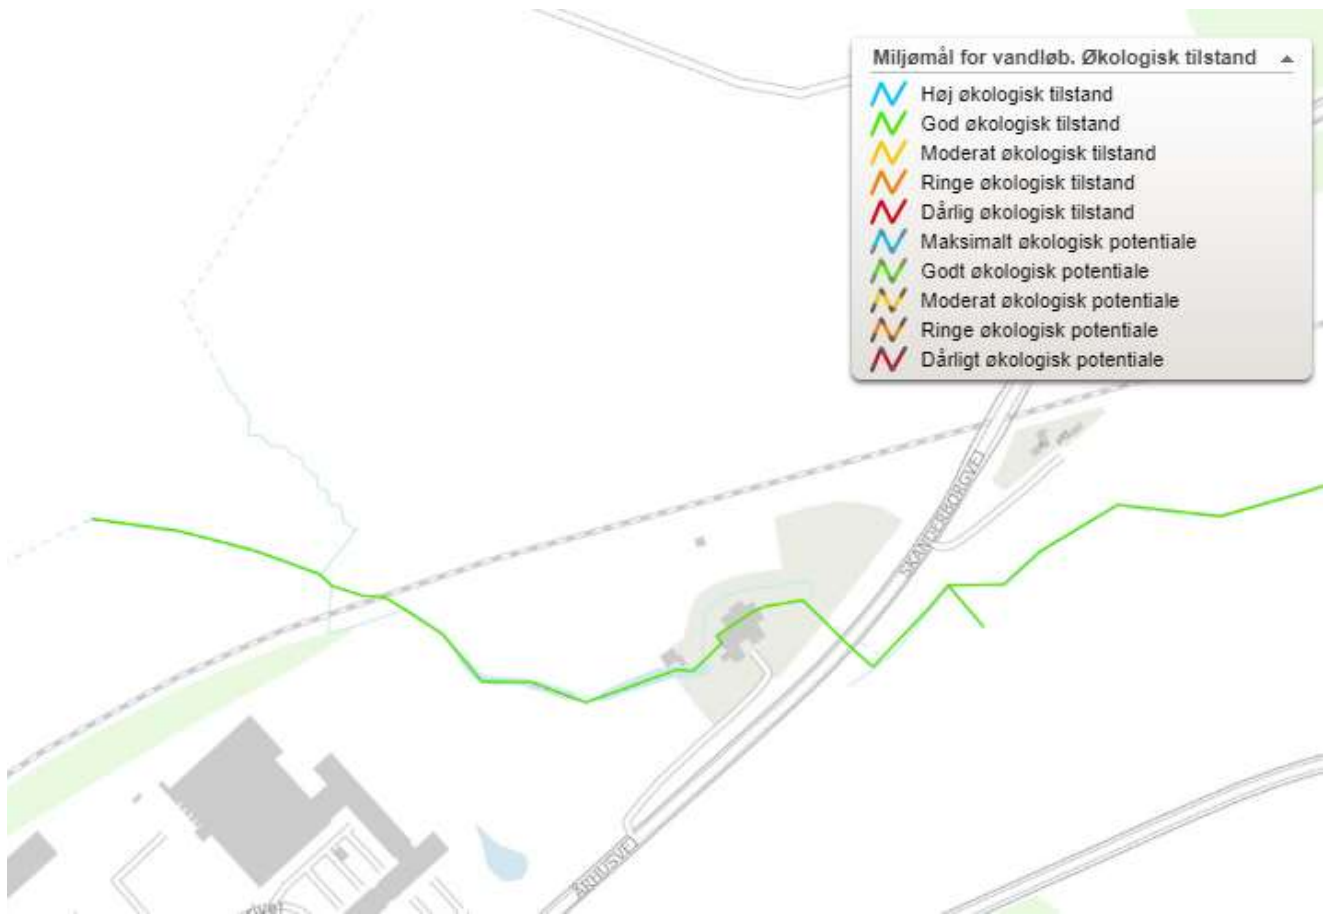 Miljømål for vandløb. Økologisk tilstand
Høj økologisk tilstand
God økologisk tilstand
Moderat økologisk tilstand
Ringe økologisk tilstand
Dårlig økologisk tilstand
Maksimalt økologisk potentiale
Godt økologisk potentiale
Moderat økologisk potentiale
Ringe økologisk potentiale
Dårligt økologisk potentiale
SKANDERBORGVEJ
ÅRHUSVEJ